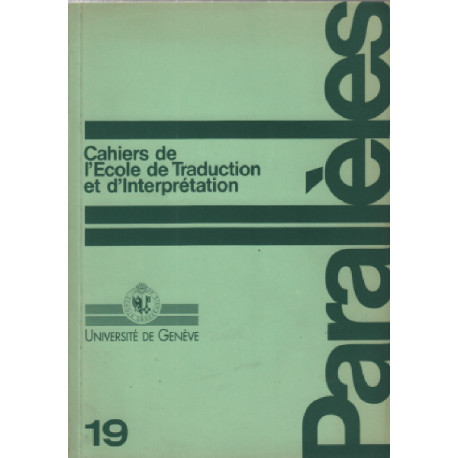 Parallèles
Cahiers de
l'Ecole de Traduction
et d'Interprétation
UNIVERSITÉ DE GENÈVE
19